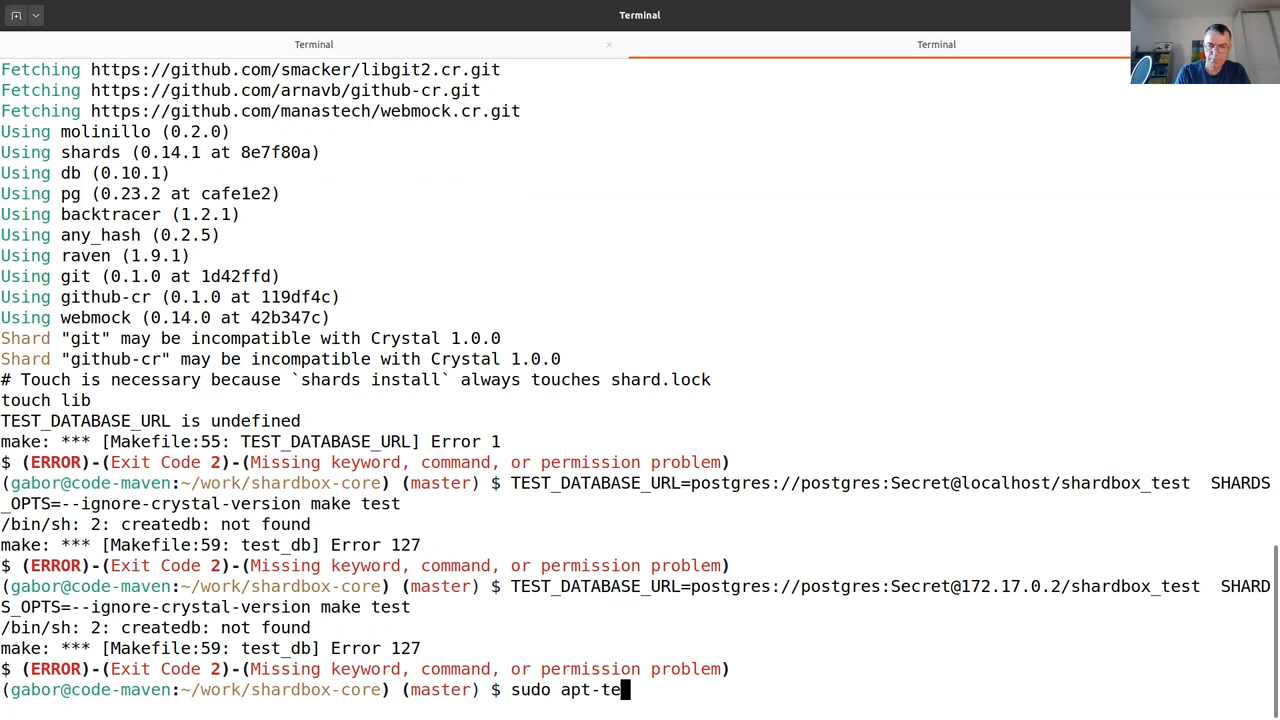 Terminal
Terminal
Terminal
Fetching https://github.com/smacker/libgit2.cr.git
Fetching https://github.com/arnavb/github-cr.git
Fetching https://github.com/manastech/webmock.cr.git
Using molinillo (0.2.0)
Using shards (0.14.1 at 8e7f80a)
Using db (0.10.1)
Using pg (0.23.2 at cafe1e2)
Using backtracer (1.2.1)
Using any_hash (0.2.5)
Using raven (1.9.1)
Using git (0.1.0 at 1d42ffd)
Using github-cr (0.1.0 at 119df4c)
Using webmock (0.14.0 at 42b347c)
Shard "git" may be incompatible with Crystal 1.0.0
Shard "github-cr" may be incompatible with Crystal 1.0.0
# Touch is necessary because `shards install` always touches shard.lock
touch lib
TEST_DATABASE_URL is undefined
make: *** [Makefile:55: TEST_DATABASE_URL] Error 1
$ (ERROR)-(Exit Code 2)-(Missing keyword, command, or permission problem)
(gabor@code-maven:~/work/shardbox-core) (master) $ TEST_DATABASE_URL=postgres://postgres:Secret@localhost/shardbox_test  SHARDS
_OPTS=--ignore-crystal-version make test
/bin/sh: 2: createdb: not found
make: *** [Makefile:59: test_db] Error 127
$ (ERROR)-(Exit Code 2)-(Missing keyword, command, or permission problem)
(gabor@code-maven:~/work/shardbox-core) (master) $ TEST_DATABASE_URL=postgres://postgres:Secret@172.17.0.2/shardbox_test  SHARD
S_OPTS=--ignore-crystal-version make test
/bin/sh: 2: createdb: not found
make: *** [Makefile:59: test_db] Error 127
$ (ERROR)-(Exit Code 2)-(Missing keyword, command, or permission problem)
(gabor@code-maven:~/work/shardbox-core) (master) $ sudo apt-te